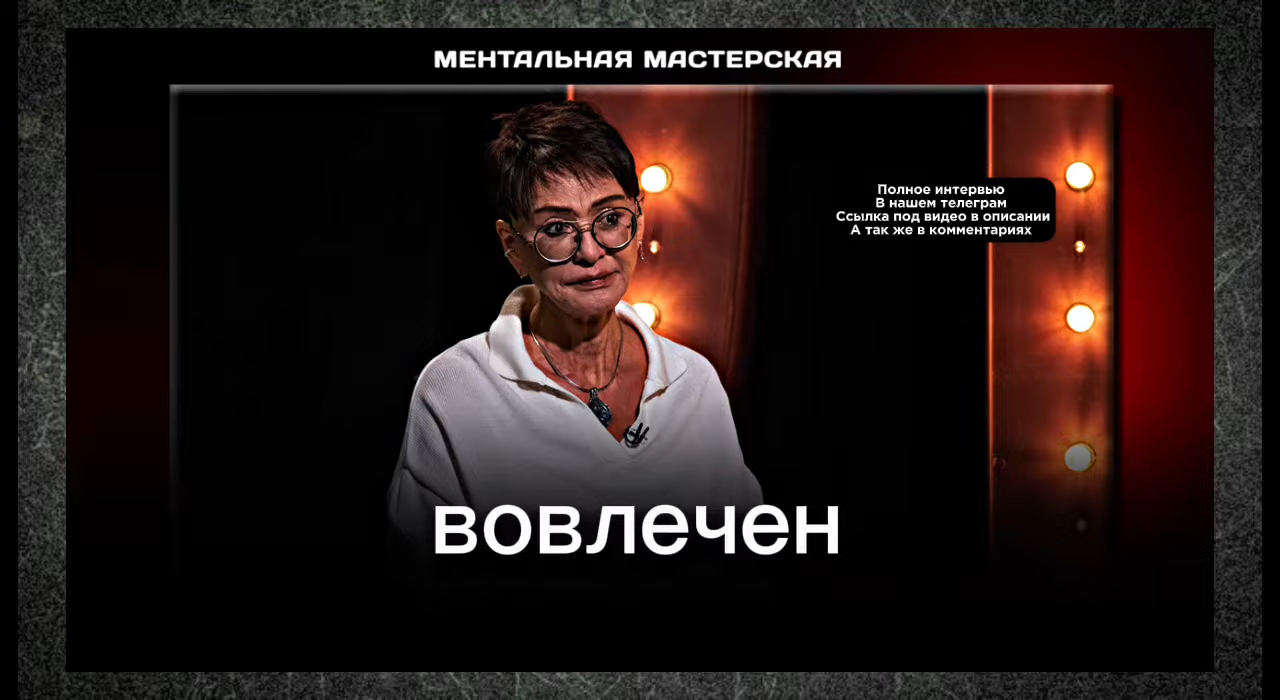 МЕНТАЛЬНАЯ МАСТЕРСКАЯ
Полное интервью
В нашем телеграм
Ссылка под видео в описании
А так же в комментариях
вовлечен